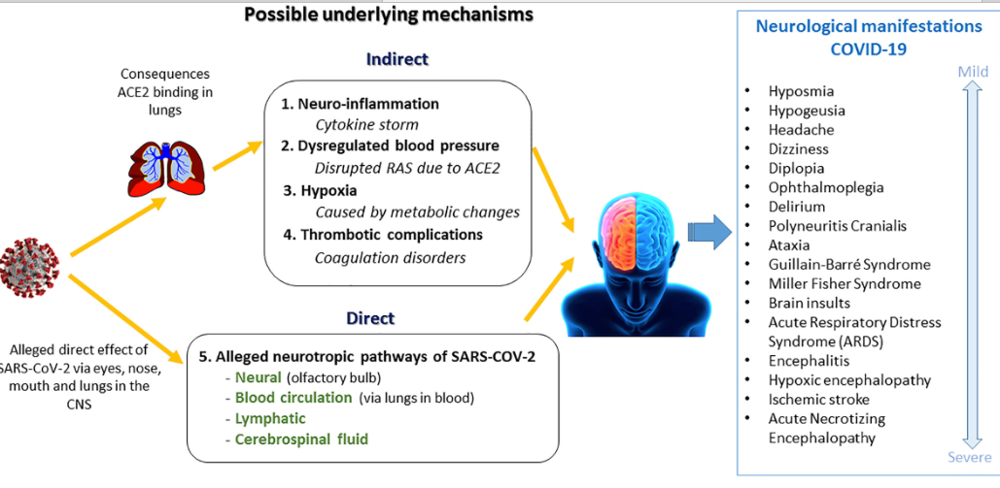 Possible underlying mechanisms
Indirect
Consequences
ACE2 binding in
lungs
1. Neuro-inflammation
Cytokine storm
2. Dysregulated blood pressure
Disrupted RAS due to ACE2
3. Hypoxia
Caused by metabolic changes
4. Thrombotic complications
Coagulation disorders
Direct
Alleged direct effect of
SARS-CoV-2 via eyes, nose,
mouth and lungs in the
CNS
5. Alleged neurotropic pathways of SARS-COV-2
- Neural (olfactory bulb)
- Blood circulation (via lungs in blood)
- Lymphatic
- Cerebrospinal fluid
Neurological manifestations
COVID-19
Mild
• Hyposmia
• Hypogeusia
• Headache
• Dizziness
• Diplopia
• Ophthalmoplegia
• Delirium
• Polyneuritis Cranialis
• Ataxia
• Guillain-Barré Syndrome
• Miller Fisher Syndrome
• Brain insults
• Acute Respiratory Distress
Syndrome (ARDS)
• Encephalitis
• Hypoxic encephalopathy
• Ischemic stroke
• Acute Necrotizing
Encephalopathy
Severe